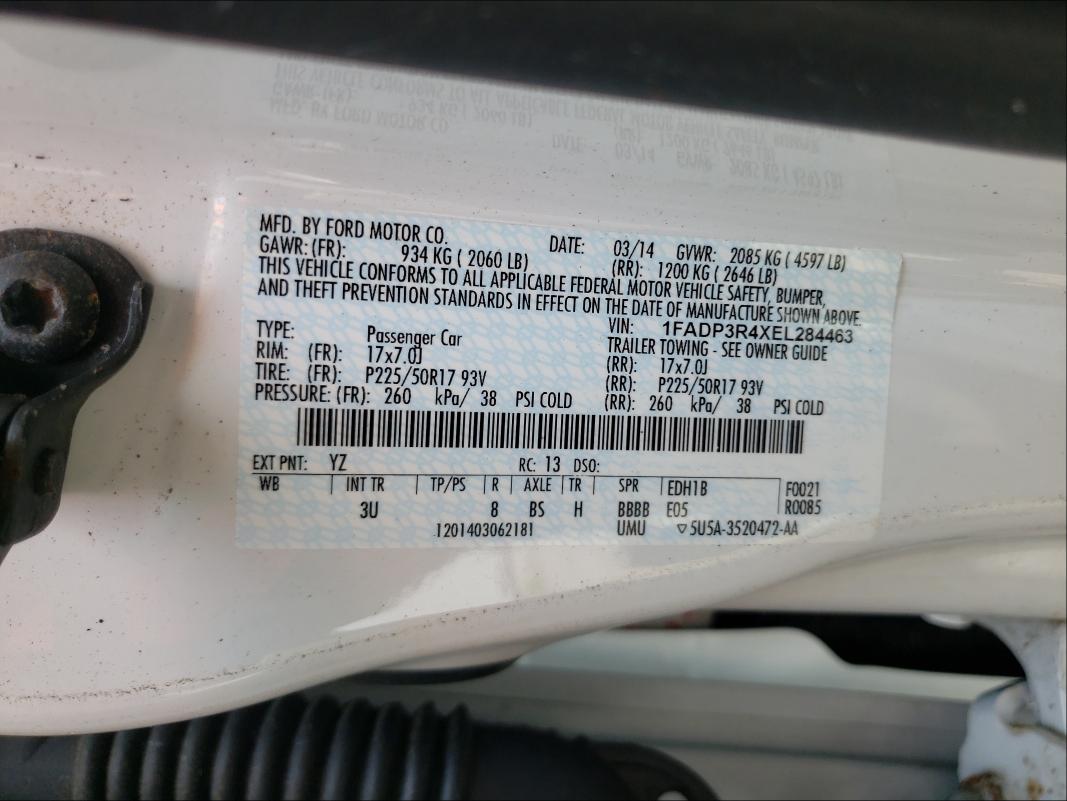 MFD. BY FORD MOTOR CO. DATE: 03/14 GVWR: 2085 KG ( 4597 LB)
GAWR: (FR): 934 KG ( 2060 LB) (RR): 1200 KG ( 2646 LB)
THIS VEHICLE CONFORMS TO ALL APPLICABLE FEDERAL MOTOR VEHICLE SAFETY, BUMPER,
AND THEFT PREVENTION STANDARDS IN EFFECT ON THE DATE OF MANUFACTURE SHOWN ABOVE.
VIN: 1FADP3R4XEL284463
TYPE: Passenger Car TRAILER TOWING - SEE OWNER GUIDE
RIM: (FR): 17x7.0J (RR): 17x7.0J
TIRE: (FR): P225/50R17 93V (RR): P225/50R17 93V
PRESSURE: (FR): 260 kPa/ 38 PSI COLD (RR): 260 kPa/ 38 PSI COLD
EXT PNT: YZ RC: 13 DSO:
WB INT TR TP/PS R AXLE TR SPR EDH1B F0021
3U 8 BS H BBBB E05 R0085
1201403062181 UMU ▽5U5A-3520472-AA